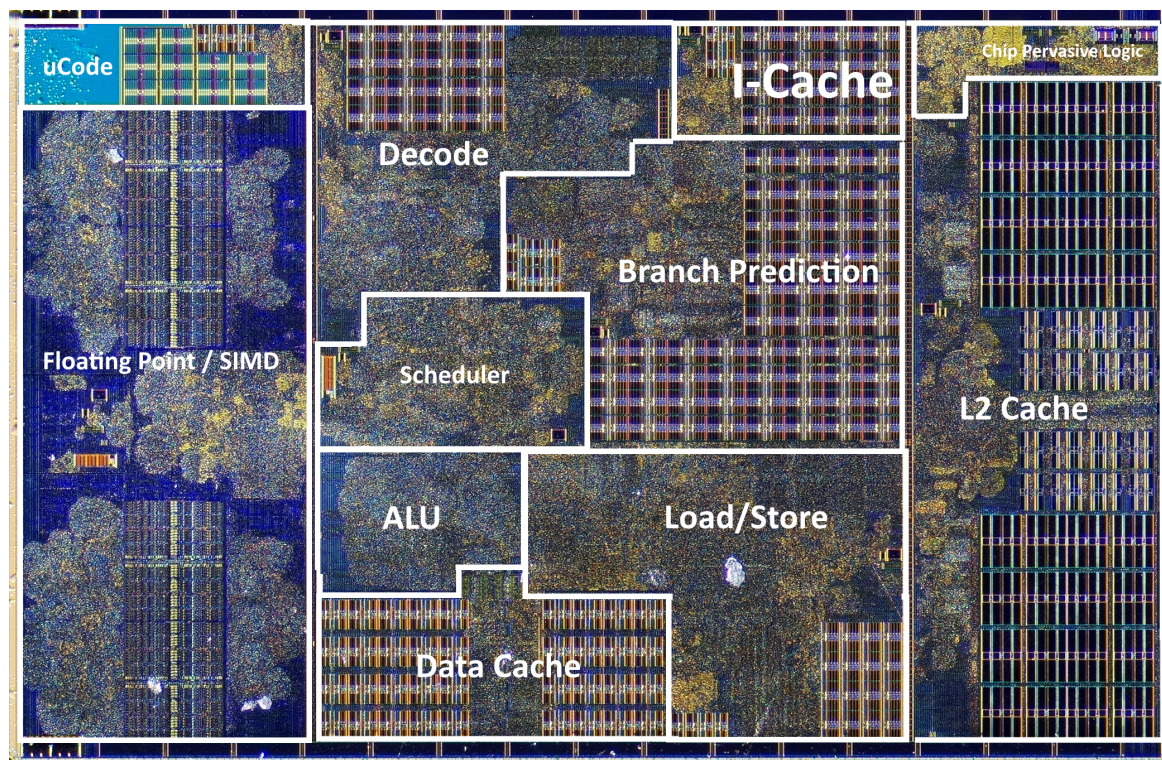 uCode
I-Cache
Chip Pervasive Logic
Decode
Branch Prediction
Floating Point / SIMD
Scheduler
L2 Cache
ALU
Load/Store
Data Cache